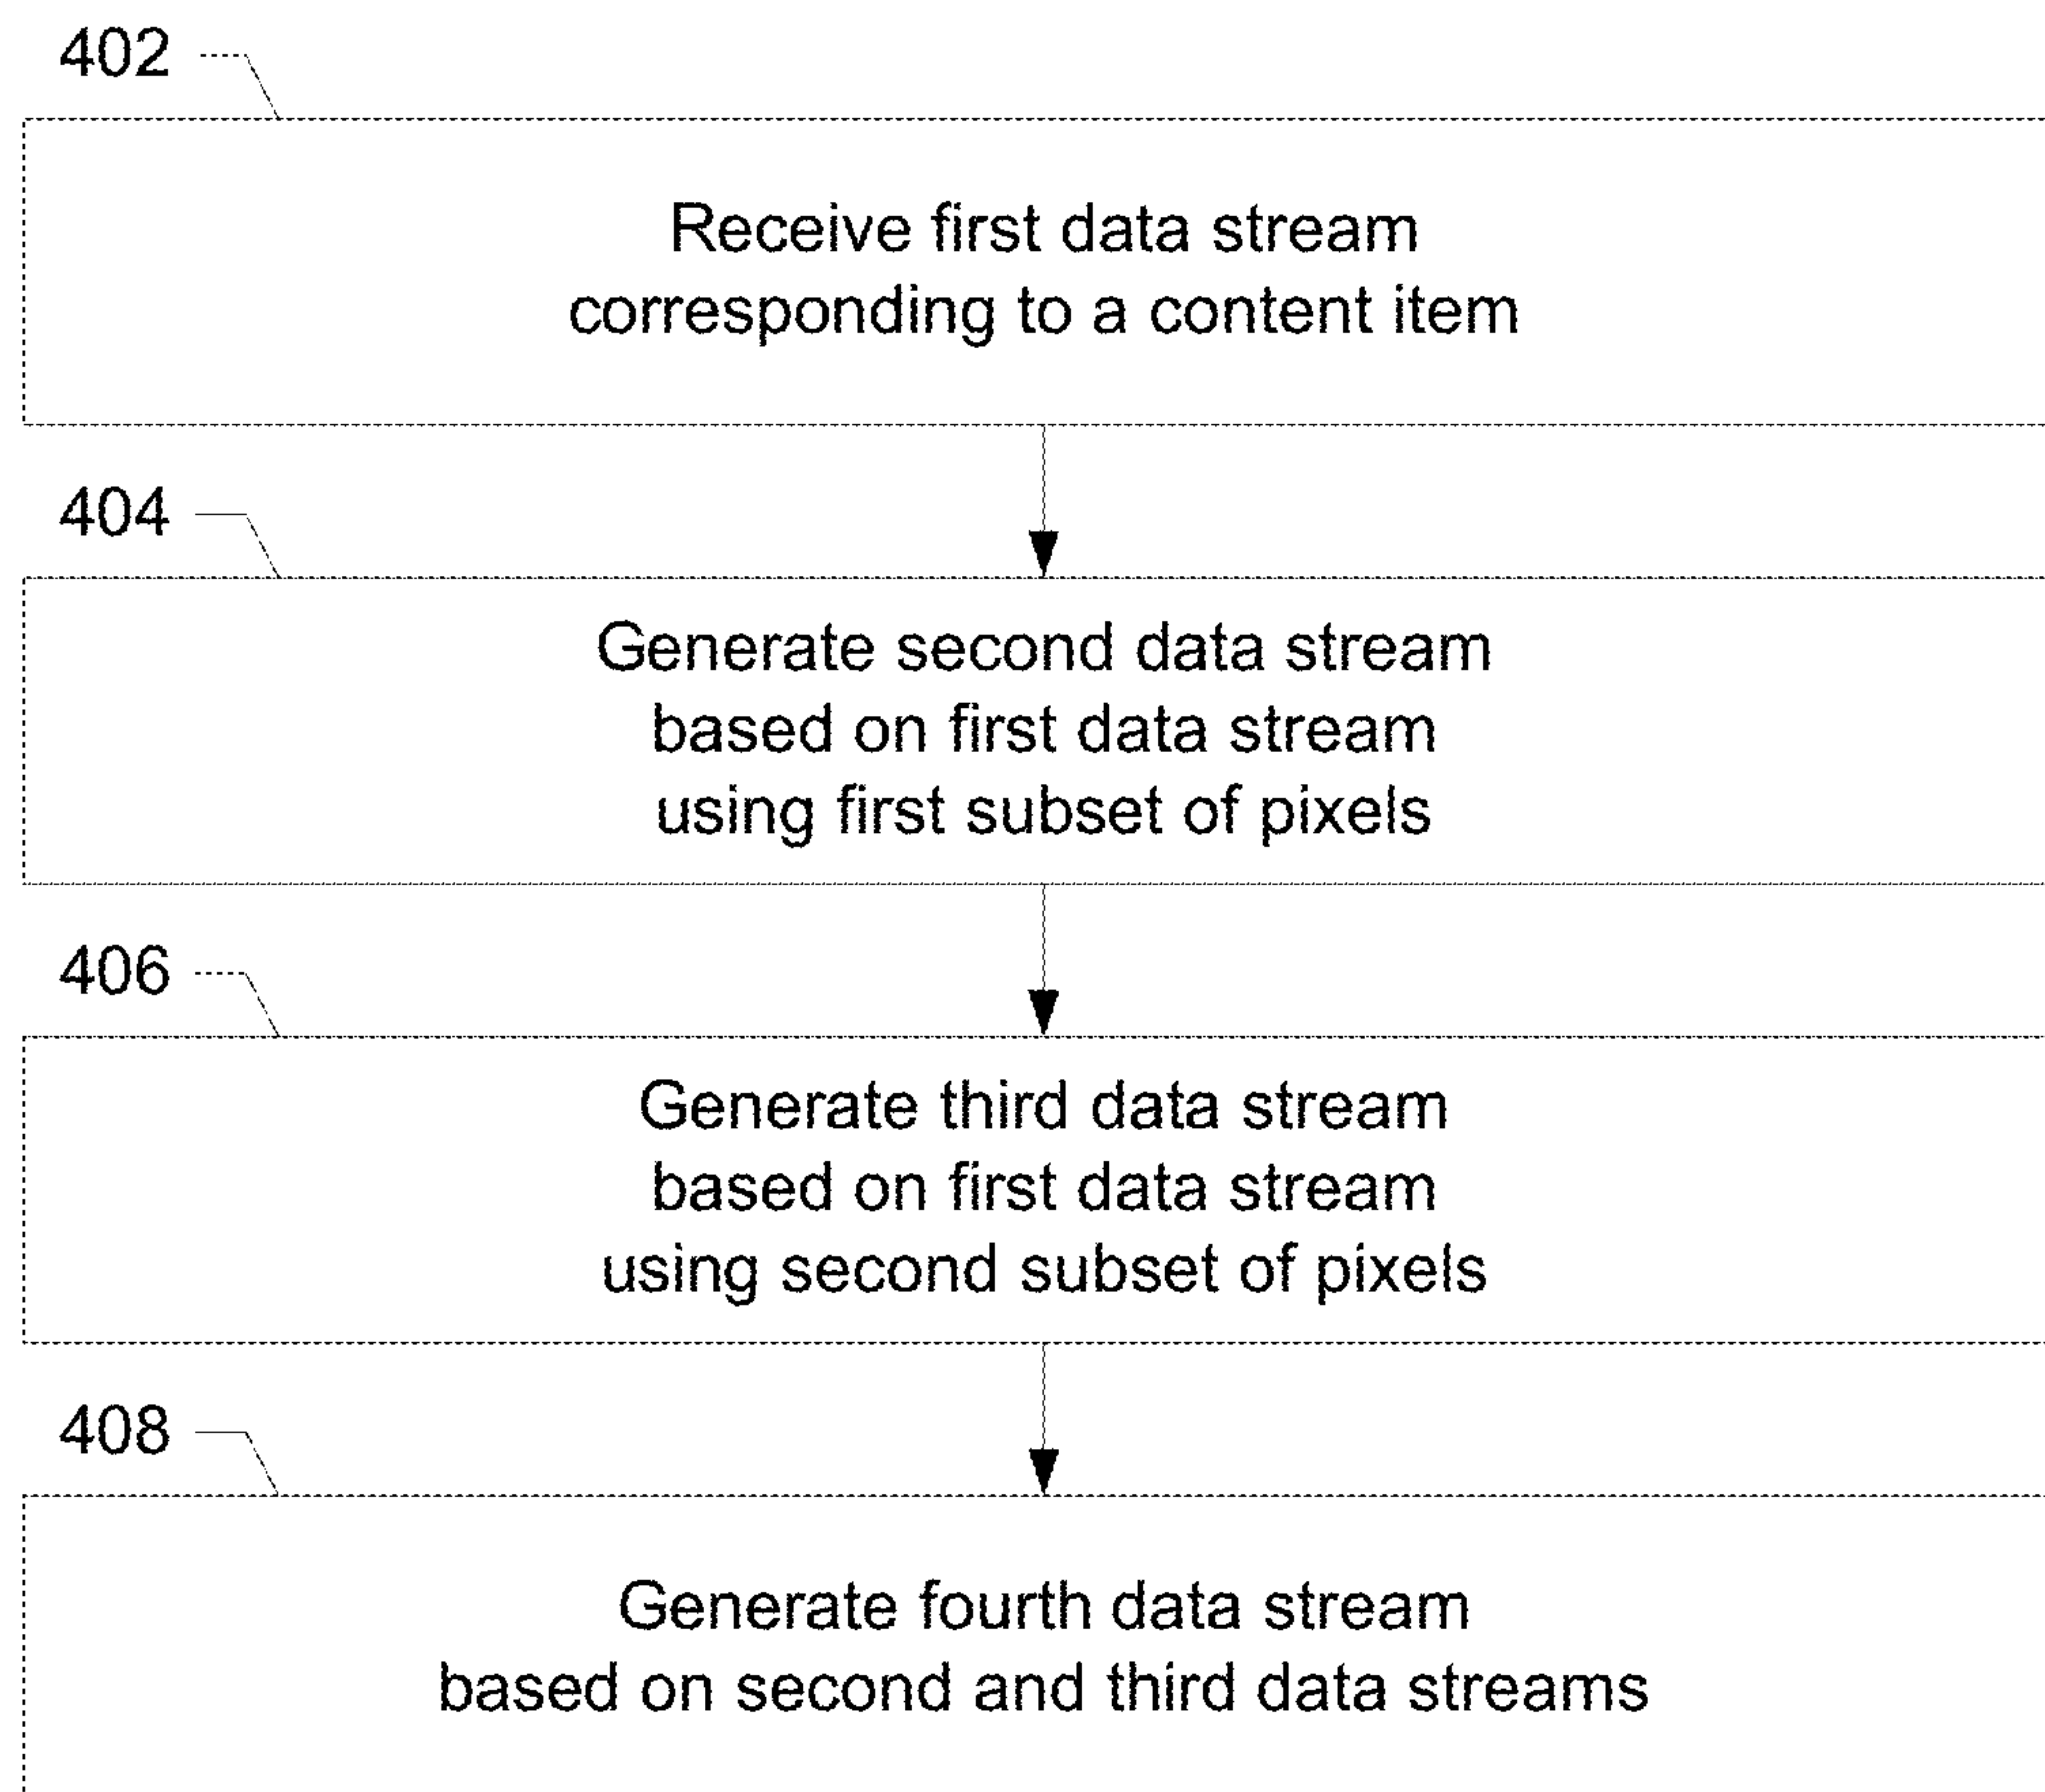 402
Receive first data stream
corresponding to a content item
404
Generate second data stream
based on first data stream
using first subset of pixels
406
Generate third data stream
based on first data stream
using second subset of pixels
408
Generate fourth data stream
based on second and third data streams